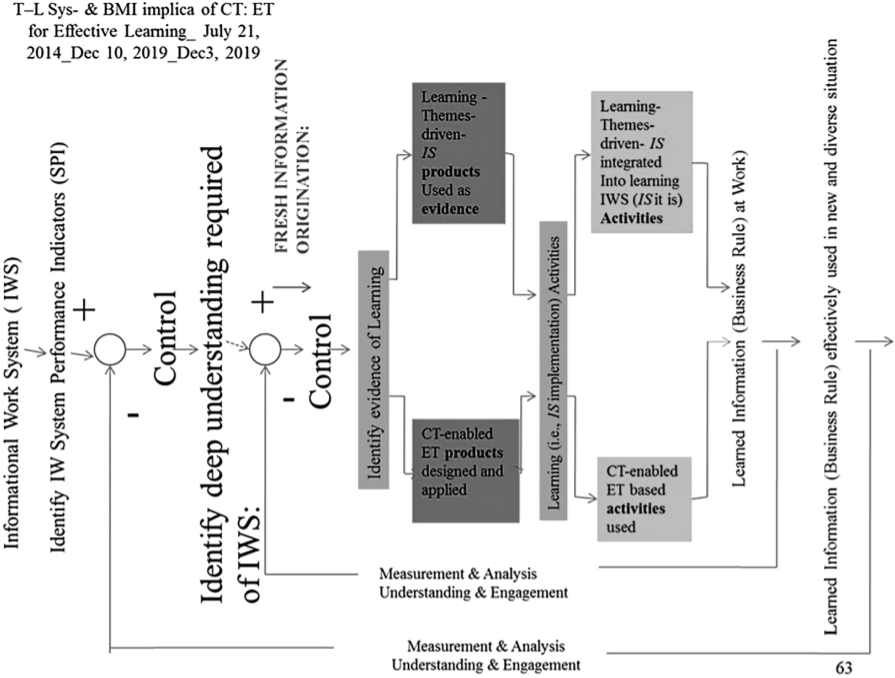 T–L Sys- & BMI implica of CT: ET
for Effective Learning_ July 21,
2014_Dec 10, 2019_Dec3, 2019
Informational Work System ( IWS)
Identify IW System Performance Indicators (SPI)
+
-
Control
Identify deep understanding required
of IWS:
FRESH INFORMATION
ORIGINATION:
+
-
Control
Identify evidence of Learning
Learning -
Themes-
driven-
IS
products
Used as
evidence
CT-enabled
ET products
designed and
applied
Learning (i.e., IS implementation) Activities
Learning-
Themes-
driven- IS
integrated
Into learning
IWS (IS it is)
Activities
CT-enabled
ET based
activities
used
Learned Information (Business Rule) at Work)
Learned Information (Business Rule) effectively used in new and diverse situation
Measurement & Analysis
Understanding & Engagement
Measurement & Analysis
Understanding & Engagement
63